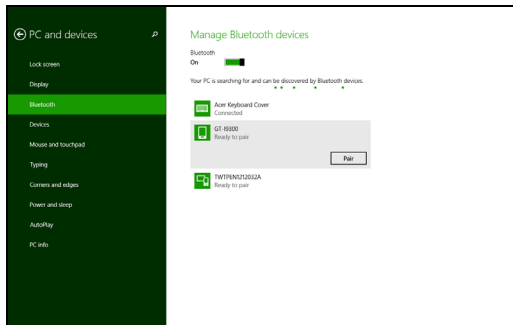 PC and devices
Lock screen
Display
Bluetooth
Devices
Mouse and touchpad
Typing
Corners and edges
Power and sleep
AutoPlay
PC info
Manage Bluetooth devices
Bluetooth
On
Your PC is searching for and can be discovered by Bluetooth devices.
Acer Keyboard Cover
Connected
GT-I9300
Ready to pair
Pair
TWTPEN1212032A
Ready to pair